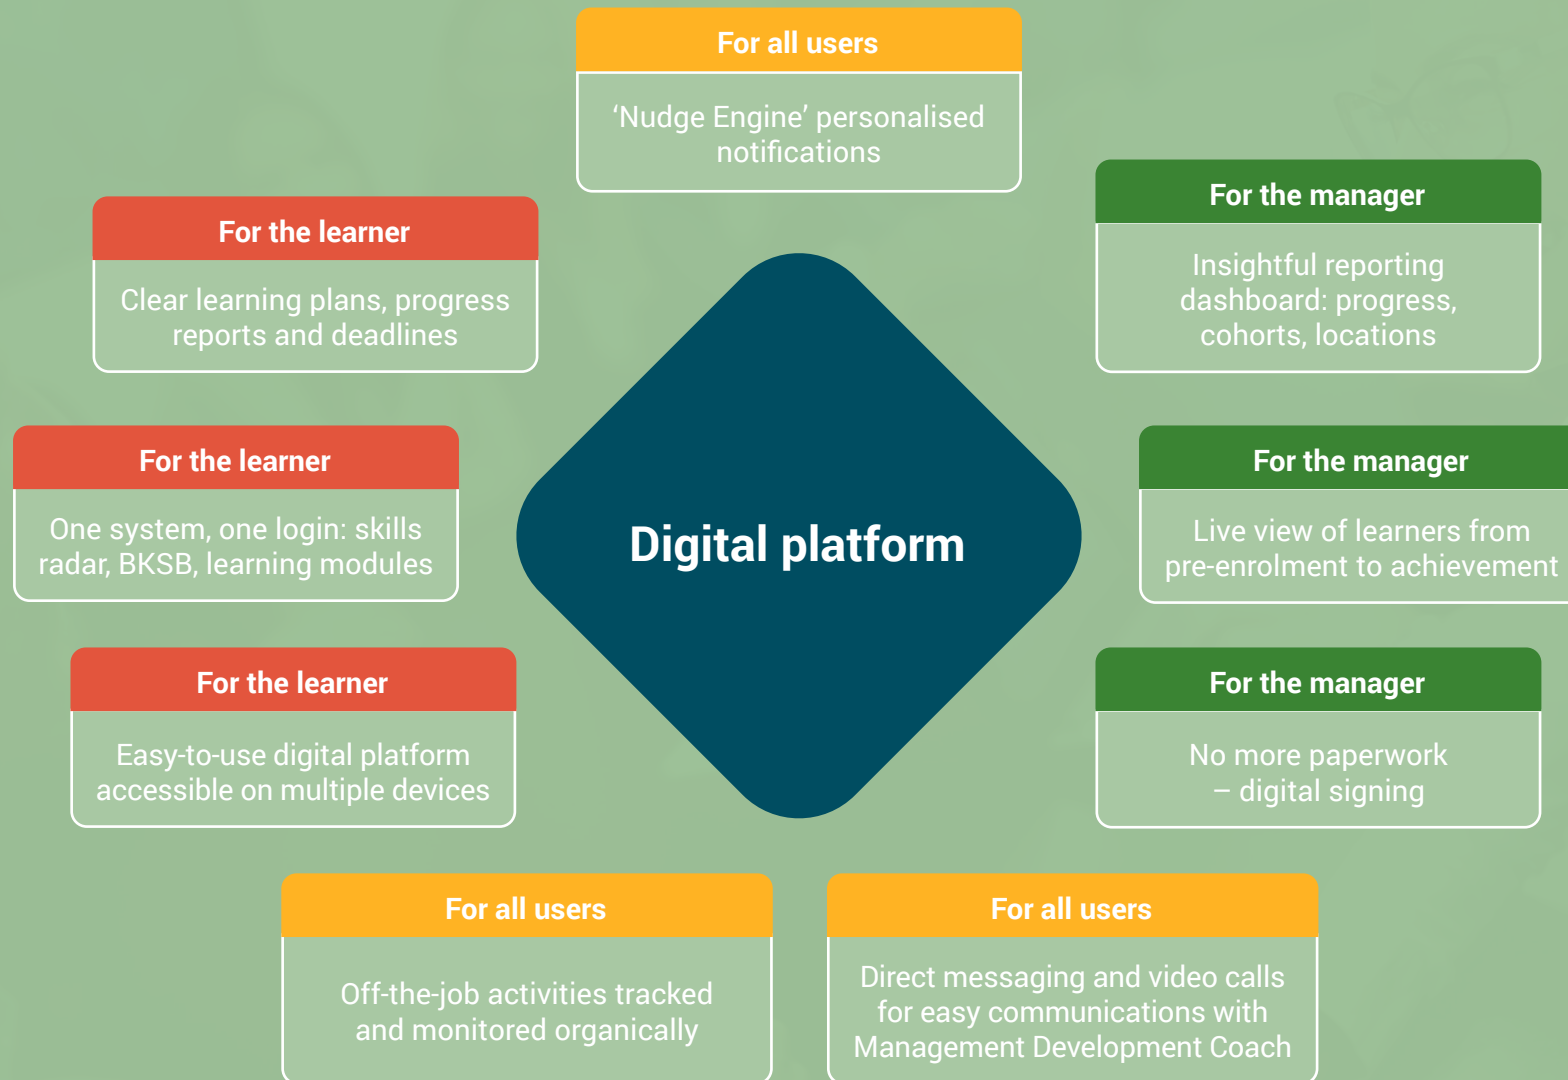 For all users
‘Nudge Engine’ personalised
notifications
For the learner
Clear learning plans, progress
reports and deadlines
For the manager
Insightful reporting
dashboard: progress,
cohorts, locations
For the learner
One system, one login: skills
radar, BKSB, learning modules
Digital platform
For the manager
Live view of learners from
pre-enrolment to achievement
For the learner
Easy-to-use digital platform
accessible on multiple devices
For the manager
No more paperwork
– digital signing
For all users
Off-the-job activities tracked
and monitored organically
For all users
Direct messaging and video calls
for easy communications with
Management Development Coach